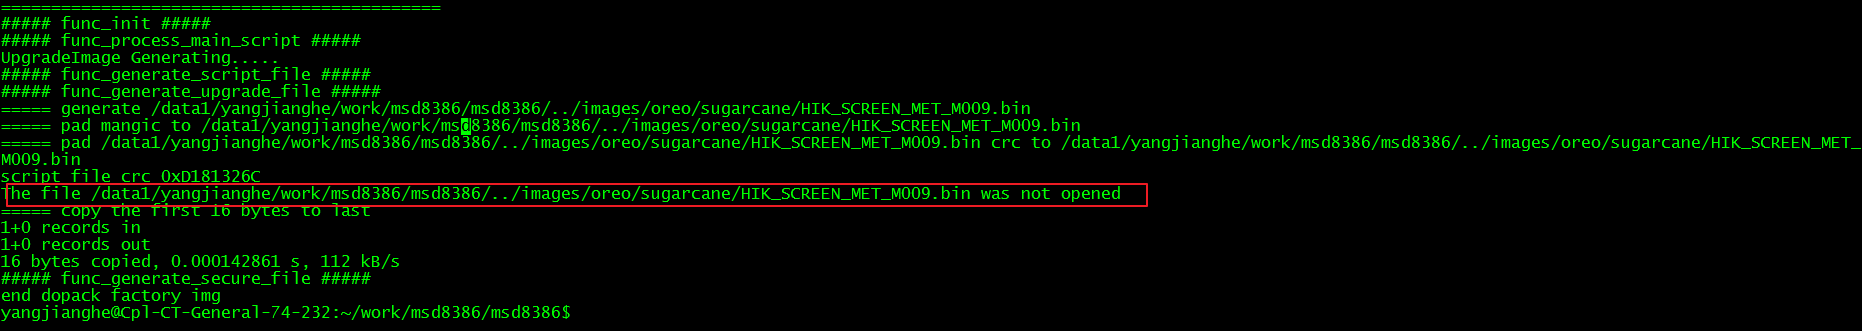 ============================================
##### func_init #####
##### func_process_main_script #####
UpgradeImage Generating.....
##### func_generate_script_file #####
##### func_generate_upgrade_file #####
===== generate /data1/yangjianghe/work/msd8386/msd8386/../images/oreo/sugarcane/HIK_SCREEN_MET_M009.bin
===== pad mangic to /data1/yangjianghe/work/msd8386/msd8386/../images/oreo/sugarcane/HIK_SCREEN_MET_M009.bin
===== pad /data1/yangjianghe/work/msd8386/msd8386/../images/oreo/sugarcane/HIK_SCREEN_MET_M009.bin crc to /data1/yangjianghe/work/msd8386/msd8386/../images/oreo/sugarcane/HIK_SCREEN_MET_
M009.bin
script file crc 0xD181326C
The file /data1/yangjianghe/work/msd8386/msd8386/../images/oreo/sugarcane/HIK_SCREEN_MET_M009.bin was not opened
===== copy the first 16 bytes to last
1+0 records in
1+0 records out
16 bytes copied, 0.000142861 s, 112 kB/s
##### func_generate_secure_file #####
end dopack factory img
yangjianghe@Cpl-CT-General-74-232:~/work/msd8386/msd8386$